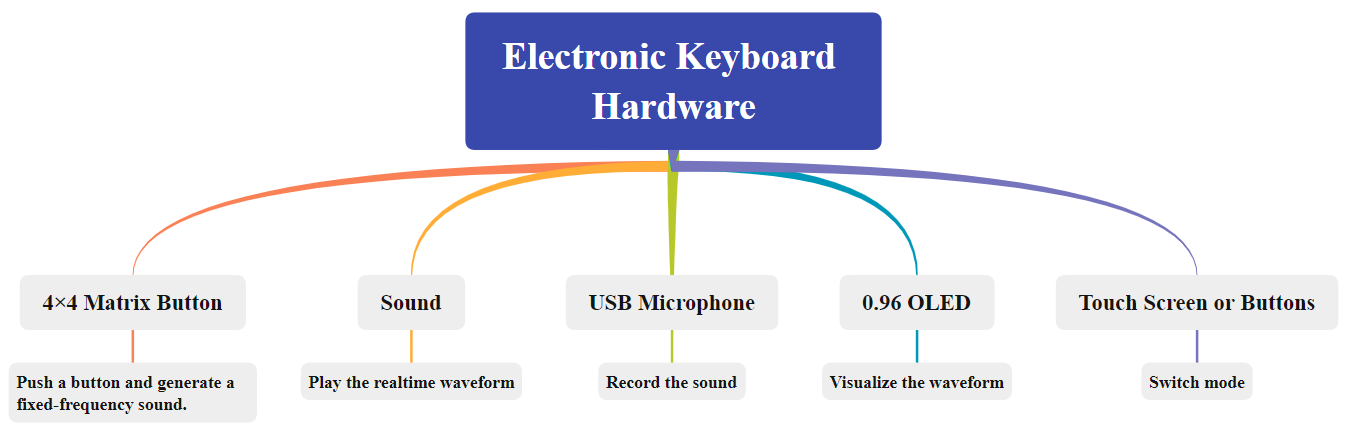 Electronic Keyboard
Hardware
4×4 Matrix Button
Sound
USB Microphone
0.96 OLED
Touch Screen or Buttons
Push a button and generate a
fixed-frequency sound.
Play the realtime waveform
Record the sound
Visualize the waveform
Switch mode